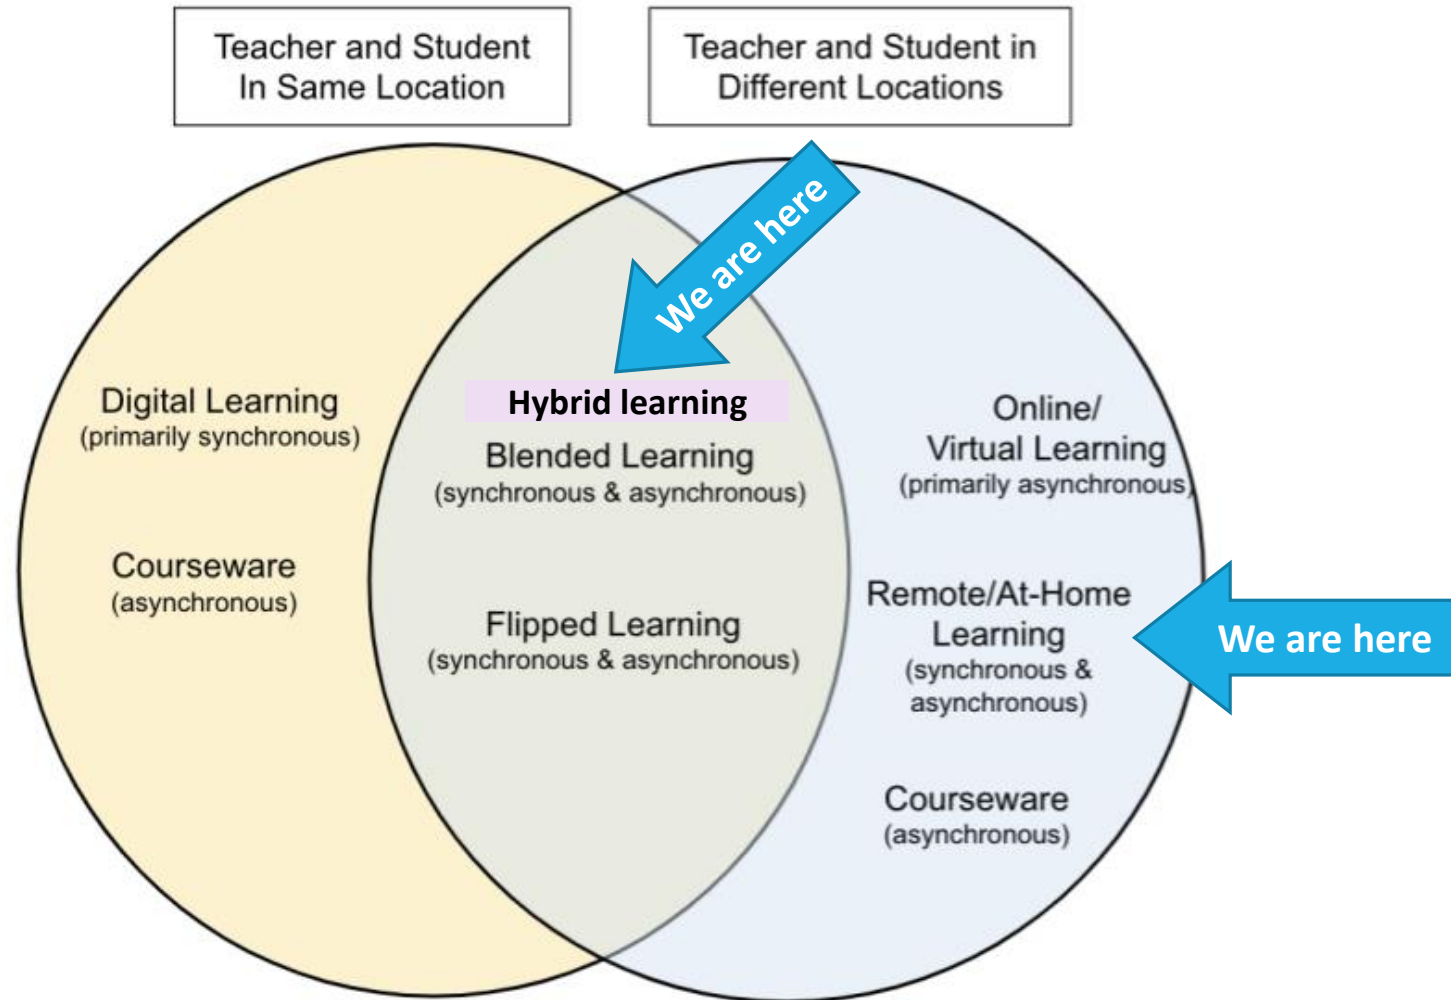 Teacher and Student
In Same Location
Teacher and Student in
Different Locations
We are here
Digital Learning
(primarily synchronous)
Courseware
(asynchronous)
Hybrid learning
Blended Learning
(synchronous & asynchronous)
Flipped Learning
(synchronous & asynchronous)
Online/
Virtual Learning
(primarily asynchronous)
Remote/At-Home
Learning
(synchronous &
asynchronous)
We are here
Courseware
(asynchronous)